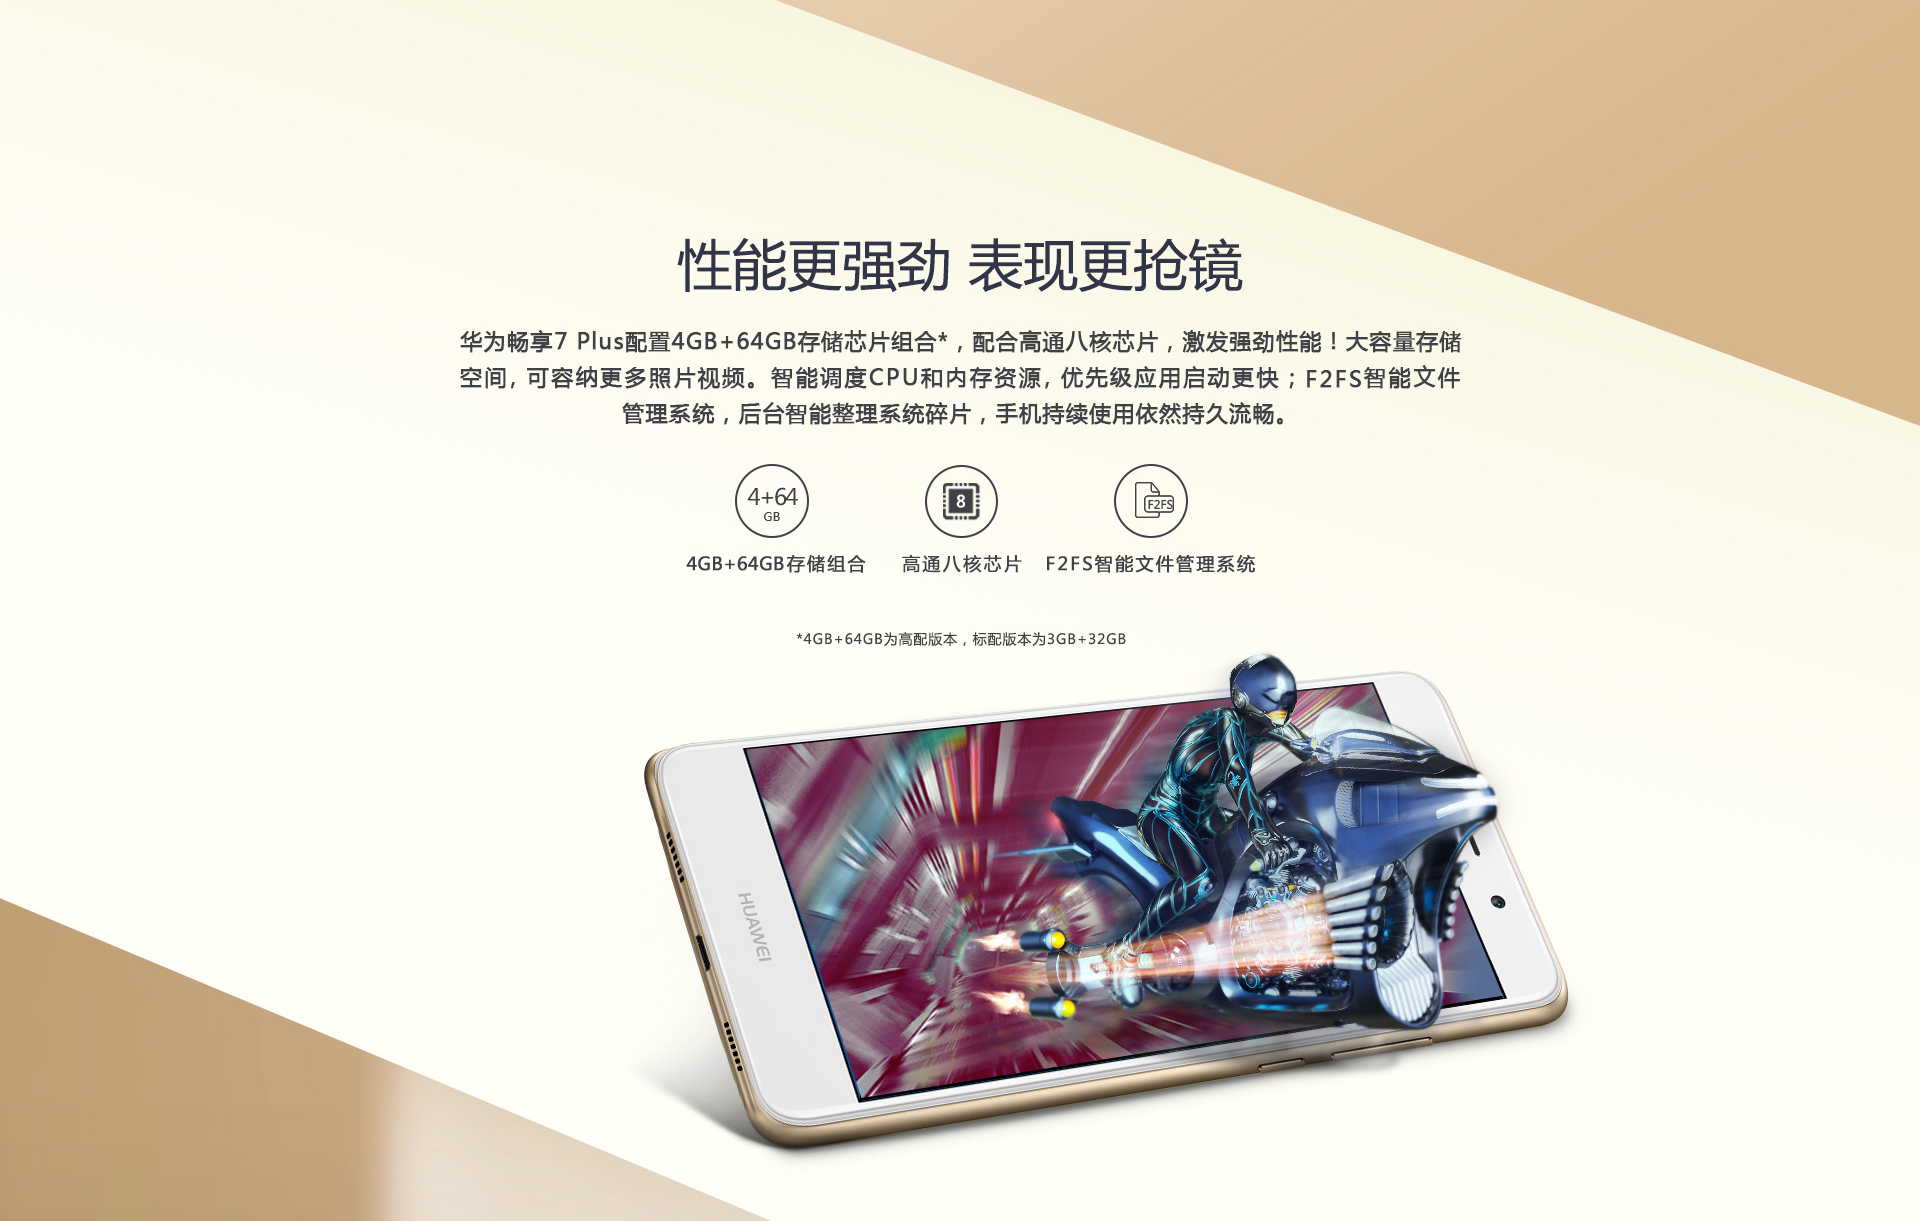 性能更强劲 表现更抢镜
华为畅享7 Plus配置4GB+64GB存储芯片组合*，配合高通八核芯片，激发强劲性能！大容量存储
空间, 可容纳更多照片视频。智能调度CPU和内存资源, 优先级应用启动更快；F2FS智能文件
管理系统，后台智能整理系统碎片，手机持续使用依然持久流畅。
4+64
GB
8
F2FS
4GB+64GB存储组合
高通八核芯片
F2FS智能文件管理系统
*4GB+64GB为高配版本，标配版本为3GB+32GB
HUAWEI